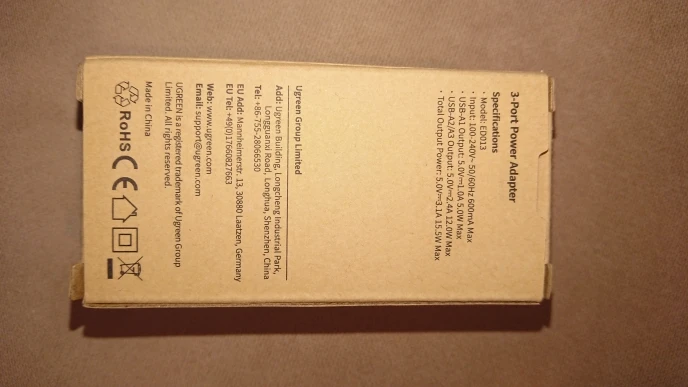 3-Port Power Adapter
Specifications
· Model: ED013
· Input: 100-240V~ 50/60Hz 600mA Max
· USB-A1 Output: 5.0V⎓1.0A 5.0W Max
· USB-A2/A3 Output: 5.0V⎓2.4A 12.0W Max
· Total Output Power: 5.0V⎓3.1A 15.5W Max
Ugreen Group Limited
Add: Ugreen Building, Longcheng Industrial Park,
Longguanxi Road, Longhua, Shenzhen, China
Tel: +86-755-28066530
EU Add: Mannheimerstr. 13, 30880 Laatzen, Germany
EU Tel: +49(0)17660827663
Web: www.ugreen.com
Email: support@ugreen.com
UGREEN is a registered trademark of Ugreen Group
Limited. All rights reserved.
Made in China
RoHS CE